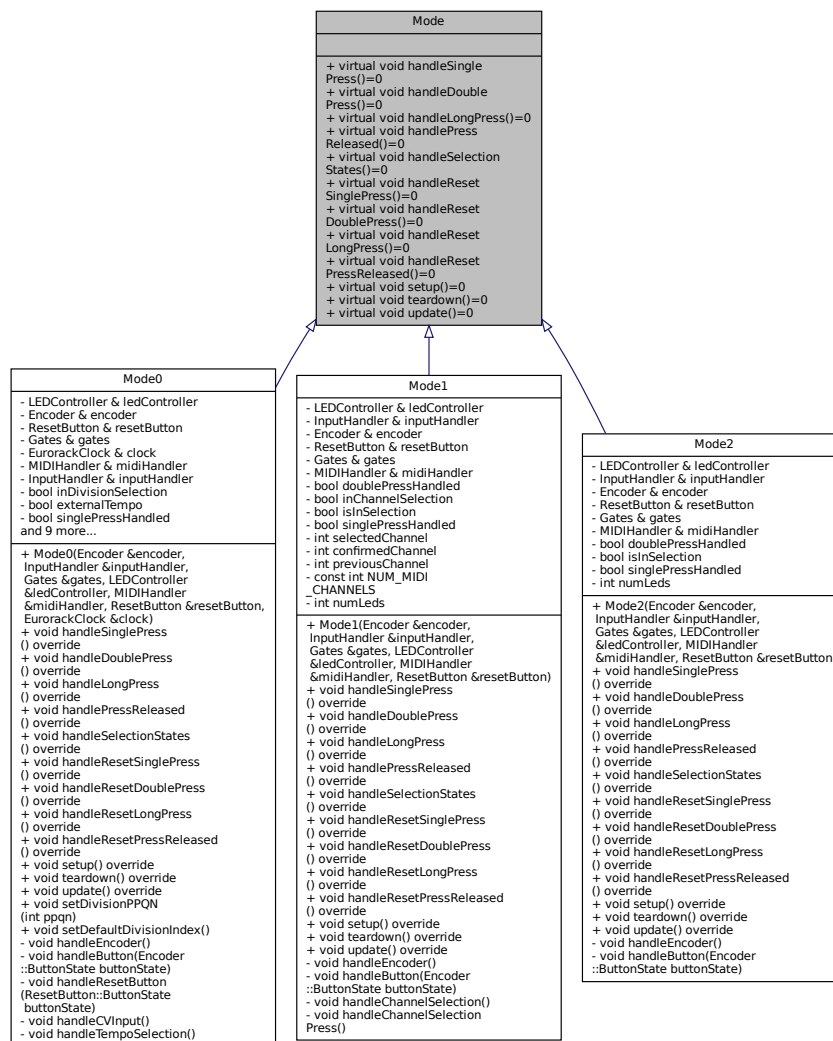 Mode
+ virtual void handleSingle
Press()=0
+ virtual void handleDouble
Press()=0
+ virtual void handleLongPress()=0
+ virtual void handlePress
Released()=0
+ virtual void handleSelection
States()=0
+ virtual void handleReset
SinglePress()=0
+ virtual void handleReset
DoublePress()=0
+ virtual void handleReset
LongPress()=0
+ virtual void handleReset
PressReleased()=0
+ virtual void setup()=0
+ virtual void teardown()=0
+ virtual void update()=0
Mode0
- LEDController & ledController
- Encoder & encoder
- ResetButton & resetButton
- Gates & gates
- EurorackClock & clock
- MIDIHandler & midiHandler
- InputHandler & inputHandler
- bool inDivisionSelection
- bool externalTempo
- bool singlePressHandled
and 9 more...
+ Mode0(Encoder &encoder,
InputHandler &inputHandler,
Gates &gates, LEDController
&ledController, MIDIHandler
&midiHandler, ResetButton &resetButton,
EurorackClock &clock)
+ void handleSinglePress
() override
+ void handleDoublePress
() override
+ void handleLongPress
() override
+ void handlePressReleased
() override
+ void handleSelectionStates
() override
+ void handleResetSinglePress
() override
+ void handleResetDoublePress
() override
+ void handleResetLongPress
() override
+ void handleResetPressReleased
() override
+ void setup() override
+ void teardown() override
+ void update() override
+ void setDivisionPPQN
(int ppqn)
+ void setDefaultDivisionIndex()
- void handleEncoder()
- void handleButton(Encoder
::ButtonState buttonState)
- void handleResetButton
(ResetButton::ButtonState
buttonState)
- void handleCVInput()
- void handleTempoSelection()
Mode1
- LEDController & ledController
- InputHandler & inputHandler
- Encoder & encoder
- ResetButton & resetButton
- Gates & gates
- MIDIHandler & midiHandler
- bool doublePressHandled
- bool inChannelSelection
- bool isInSelection
- bool singlePressHandled
- int selectedChannel
- int confirmedChannel
- int previousChannel
- const int NUM_MIDI
_CHANNELS
- int numLeds
+ Mode1(Encoder &encoder,
InputHandler &inputHandler,
Gates &gates, LEDController
&ledController, MIDIHandler
&midiHandler, ResetButton &resetButton)
+ void handleSinglePress
() override
+ void handleDoublePress
() override
+ void handleLongPress
() override
+ void handlePressReleased
() override
+ void handleSelectionStates
() override
+ void handleResetSinglePress
() override
+ void handleResetDoublePress
() override
+ void handleResetLongPress
() override
+ void handleResetPressReleased
() override
+ void setup() override
+ void teardown() override
+ void update() override
- void handleEncoder()
- void handleButton(Encoder
::ButtonState buttonState)
- void handleChannelSelection()
- void handleChannelSelection
Press()
Mode2
- LEDController & ledController
- InputHandler & inputHandler
- Encoder & encoder
- ResetButton & resetButton
- Gates & gates
- MIDIHandler & midiHandler
- bool doublePressHandled
- bool isInSelection
- bool singlePressHandled
- int numLeds
+ Mode2(Encoder &encoder,
InputHandler &inputHandler,
Gates &gates, LEDController
&ledController, MIDIHandler
&midiHandler, ResetButton &resetButton)
+ void handleSinglePress
() override
+ void handleDoublePress
() override
+ void handleLongPress
() override
+ void handlePressReleased
() override
+ void handleSelectionStates
() override
+ void handleResetSinglePress
() override
+ void handleResetDoublePress
() override
+ void handleResetLongPress
() override
+ void handleResetPressReleased
() override
+ void setup() override
+ void teardown() override
+ void update() override
- void handleEncoder()
- void handleButton(Encoder
::ButtonState buttonState)